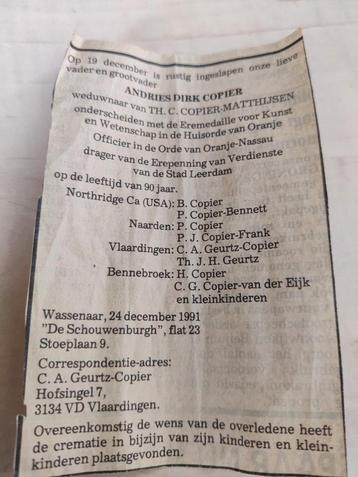 Op 19 december is rustig ingeslapen onze lieve
vader en grootvader
ANDRIES DIRK COPIER
weduwnaar van TH. C. COPIER-MATTHIJSEN
onderscheiden met de Eremedaille voor Kunst
en Wetenschap in de Huisorde van Oranje
Officier in de Orde van Oranje-Nassau
drager van de Erepenning van Verdienste
van de Stad Leerdam
op de leeftijd van 90 jaar.
Northridge Ca (USA): B. Copier
P. Copier-Bennett
Naarden: P. Copier
P. J. Copier-Frank
Vlaardingen: C. A. Geurtz-Copier
Th. J. H. Geurtz
Bennebroek: H. Copier
C. G. Copier-van der Eijk
en kleinkinderen
Wassenaar, 24 december 1991
"De Schouwenburgh", flat 23
Stoeplaan 9.
Correspondentie-adres:
C. A. Geurtz-Copier
Hofsingel 7,
3134 VD Vlaardingen.
Overeenkomstig de wens van de overledene heeft
de crematie in bijzijn van zijn kinderen en klein-
kinderen plaatsgevonden.